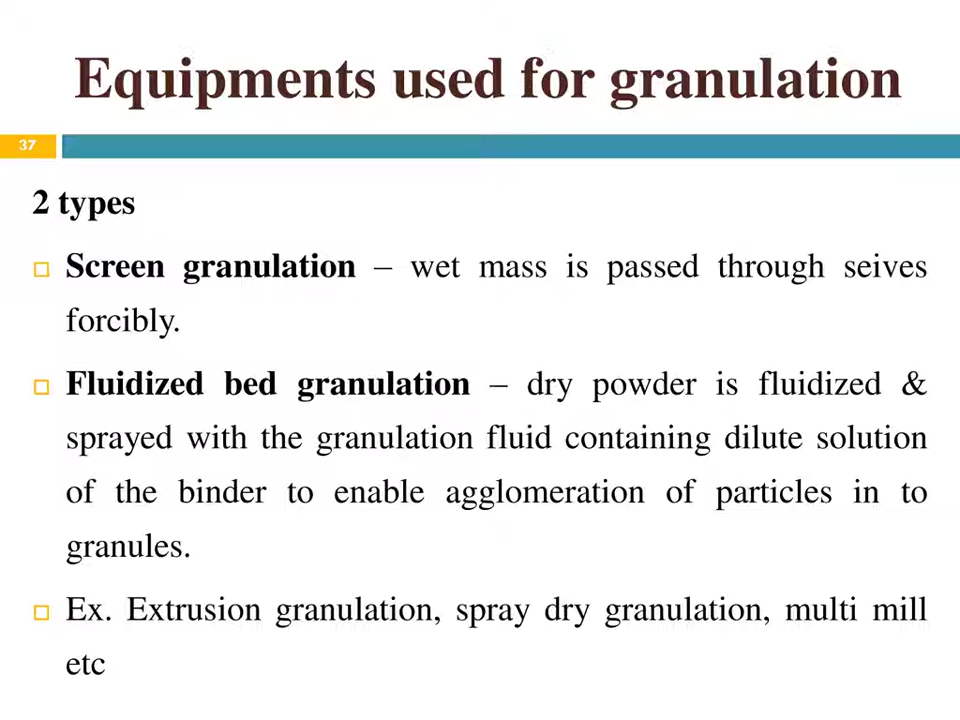 Equipments used for granulation
37
2 types
Screen granulation – wet mass is passed through seives
forcibly.
Fluidized bed granulation – dry powder is fluidized &
sprayed with the granulation fluid containing dilute solution
of the binder to enable agglomeration of particles in to
granules.
Ex. Extrusion granulation, spray dry granulation, multi mill
etc